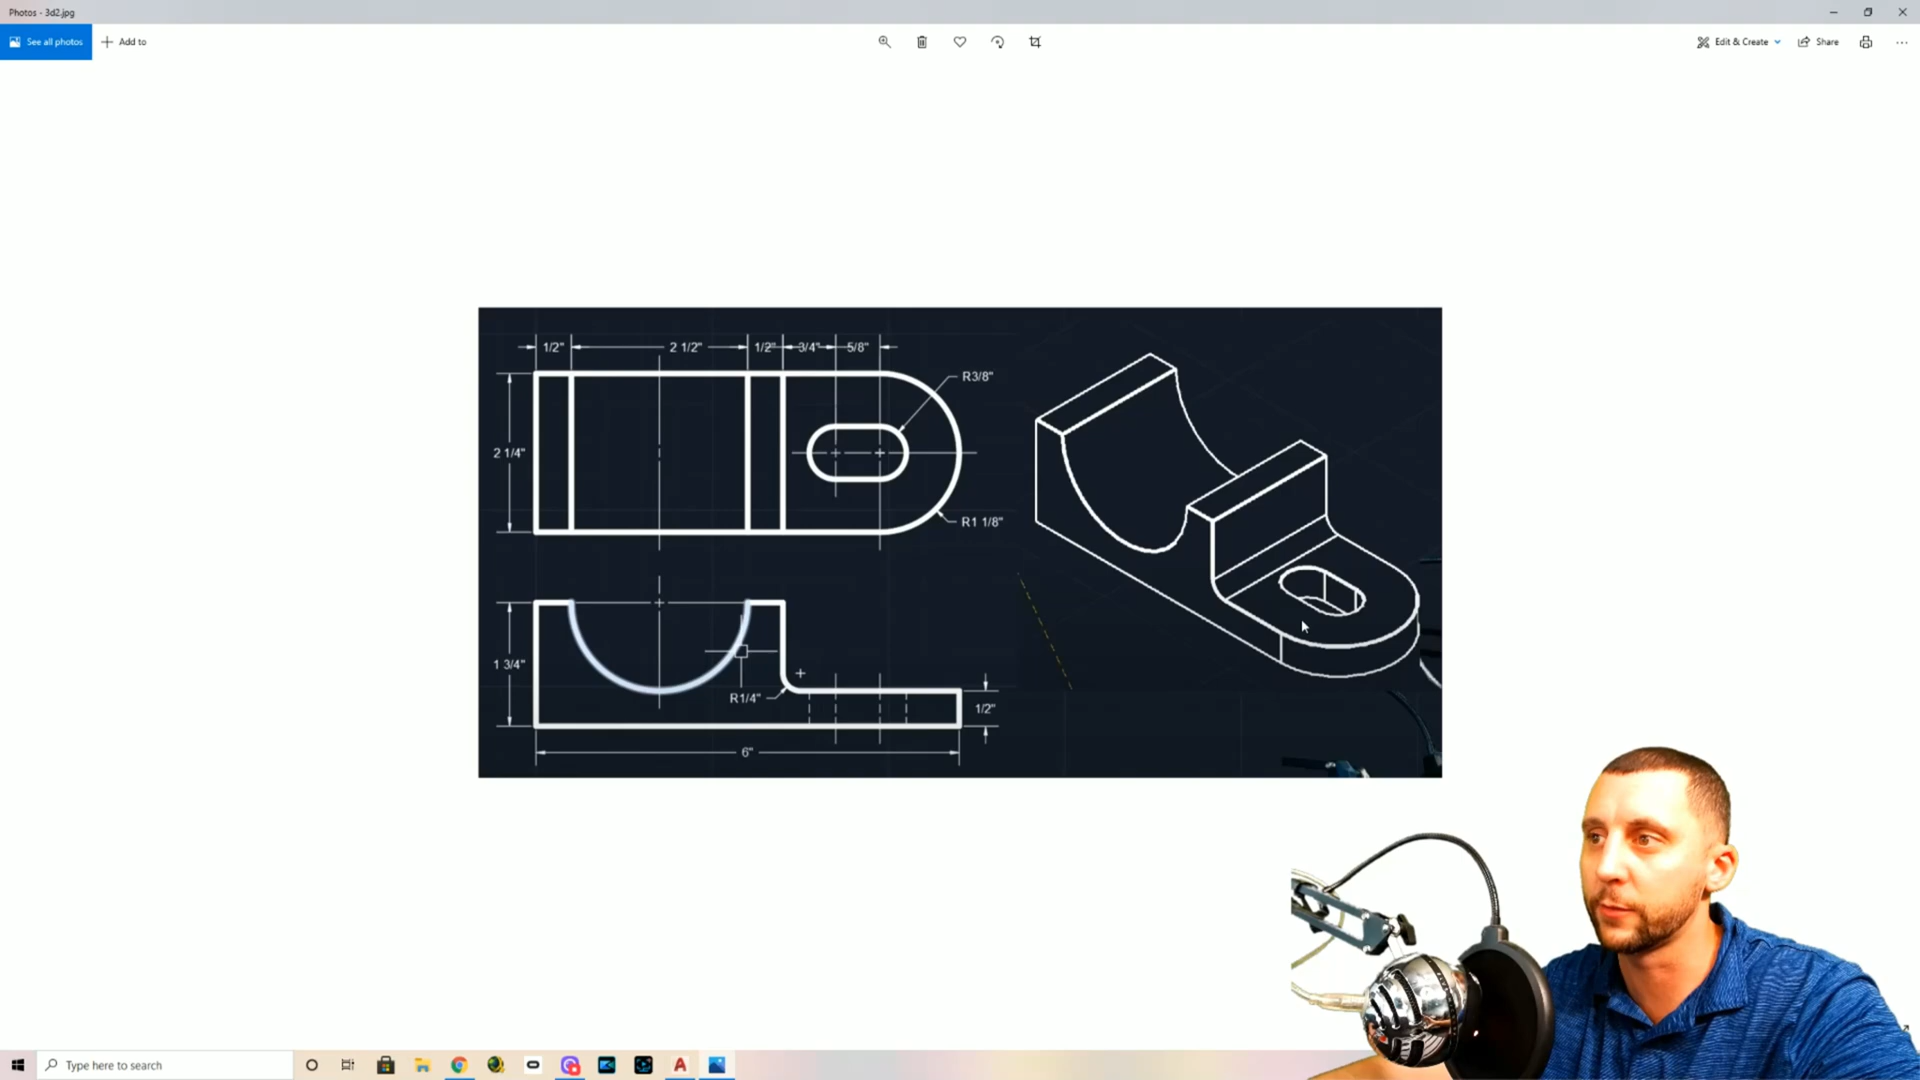 Photos - 3d2.jpg
See all photos
Add to
Edit & Create
Share
1/2"
2 1/2"
1/2"
3/4"
5/8"
R3/8"
2 1/4"
R1 1/8"
1 3/4"
R1/4"
1/2"
6"
Type here to search